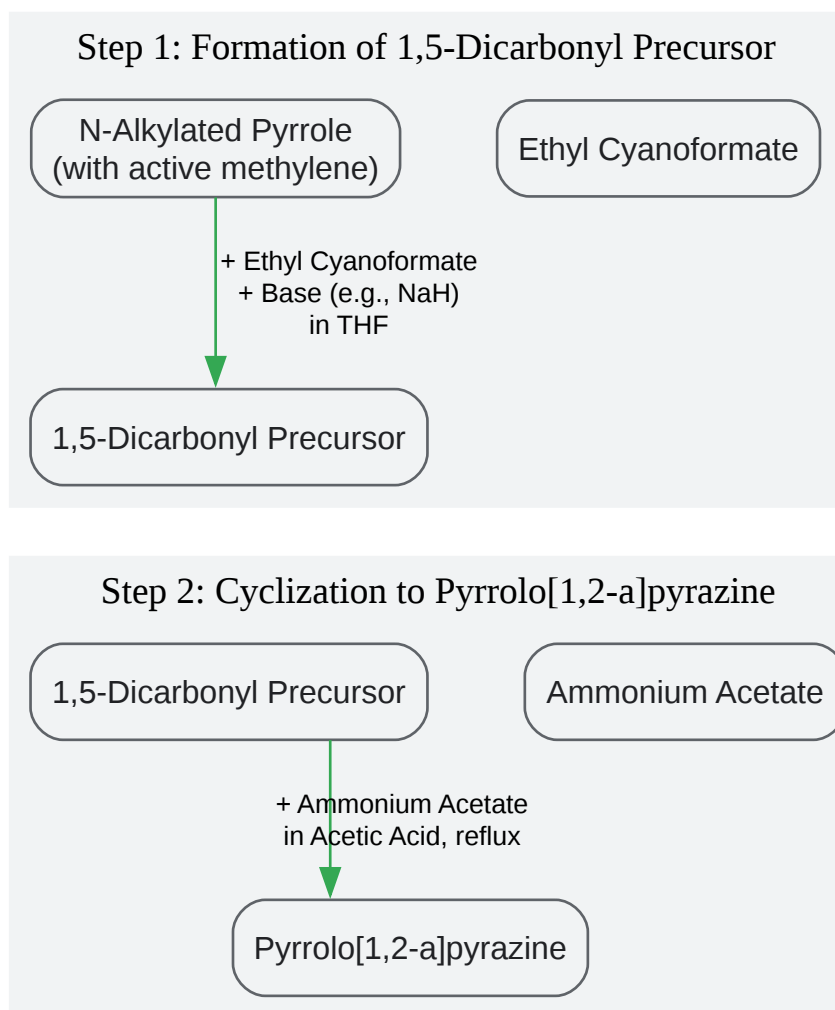 Step 1: Formation of 1,5-Dicarbonyl Precursor
N-Alkylated Pyrrole
(with active methylene)
Ethyl Cyanoformate
+ Ethyl Cyanoformate
+ Base (e.g., NaH)
in THF
1,5-Dicarbonyl Precursor
Step 2: Cyclization to Pyrrolo[1,2-a]pyrazine
1,5-Dicarbonyl Precursor
Ammonium Acetate
+ Ammonium Acetate
in Acetic Acid, reflux
Pyrrolo[1,2-a]pyrazine